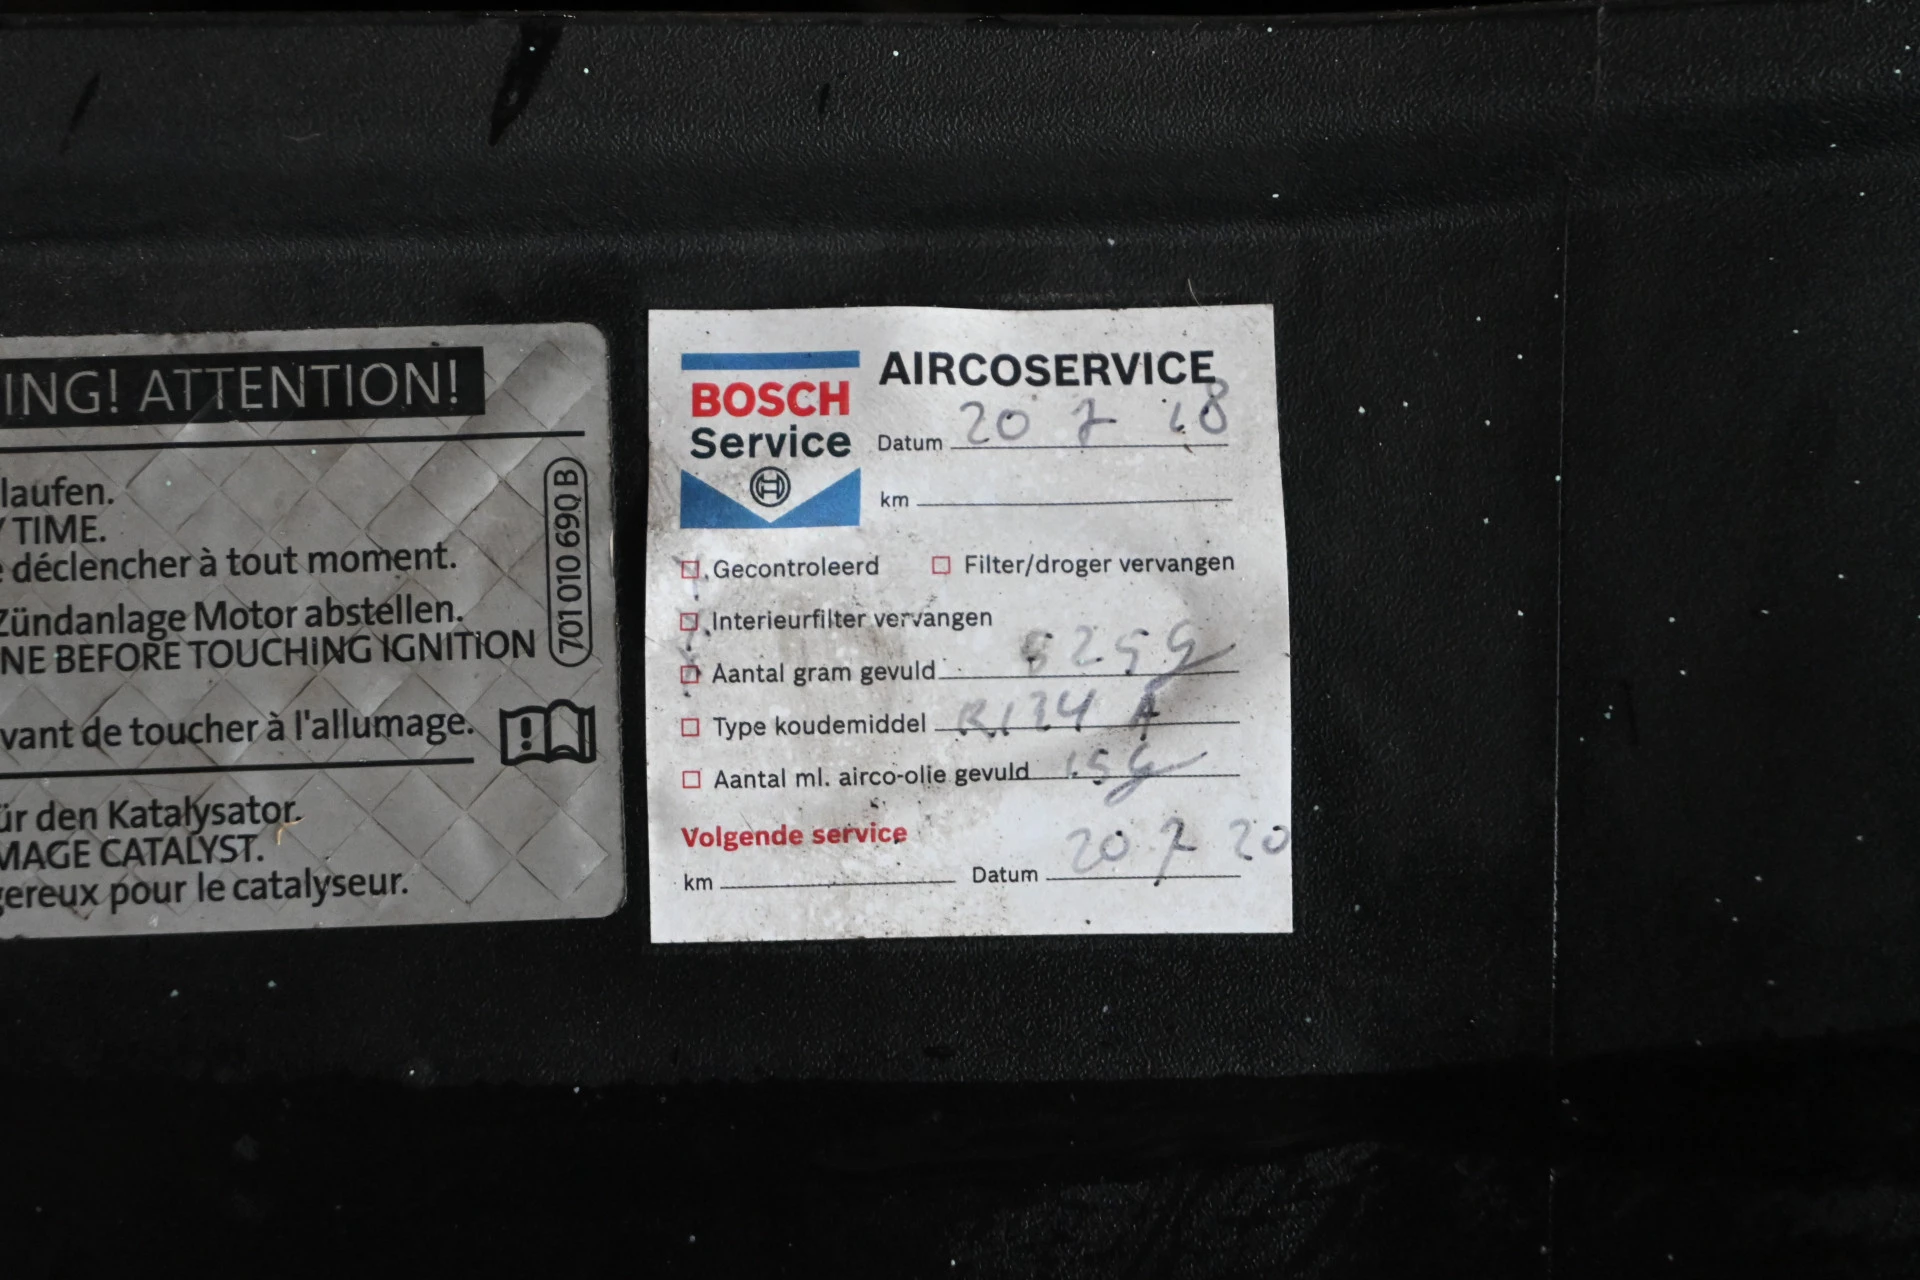 ING! ATTENTION!
laufen.
TIME.
déclencher à tout moment.
Zündanlage Motor abstellen.
NE BEFORE TOUCHING IGNITION
vant de toucher à l'allumage.
ür den Katalysator.
MAGE CATALYST.
gereux pour le catalyseur.
701 010 690 B
BOSCH
Service
AIRCOSERVICE
Datum 20 7 18
km
Gecontroleerd Filter/droger vervangen
Interieurfilter vervangen
Aantal gram gevuld 525g
Type koudemiddel R134 A
Aantal ml. airco-olie gevuld 15g
Volgende service
km Datum 20 7 20